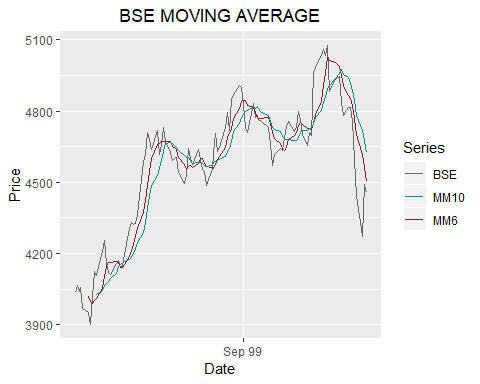 BSE MOVING AVERAGE
5100
4800
4500
4200
3900
Price
Sep 99
Date
Series
BSE
MM10
MM6